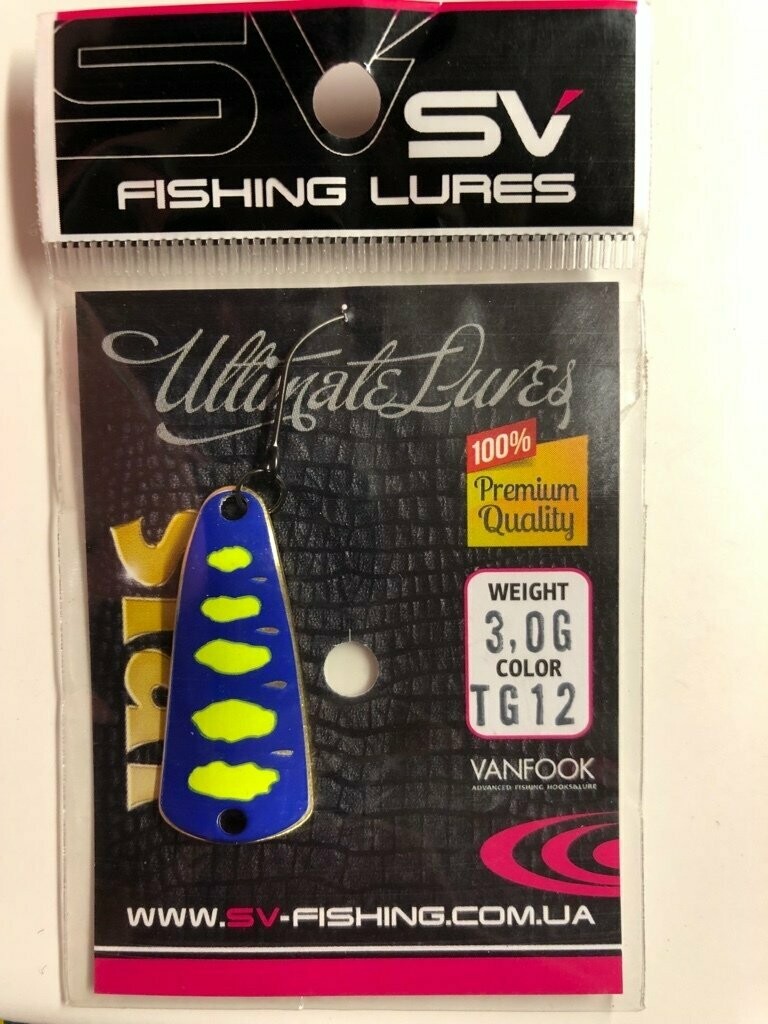 SV
SV
FISHING LURES
Ultimate Lures
100%
Premium
Quality
WEIGHT
3,0G
COLOR
TG12
VANFOOK
ADVANCED FISHING HOOKS&LURE
WWW.SV-FISHING.COM.UA